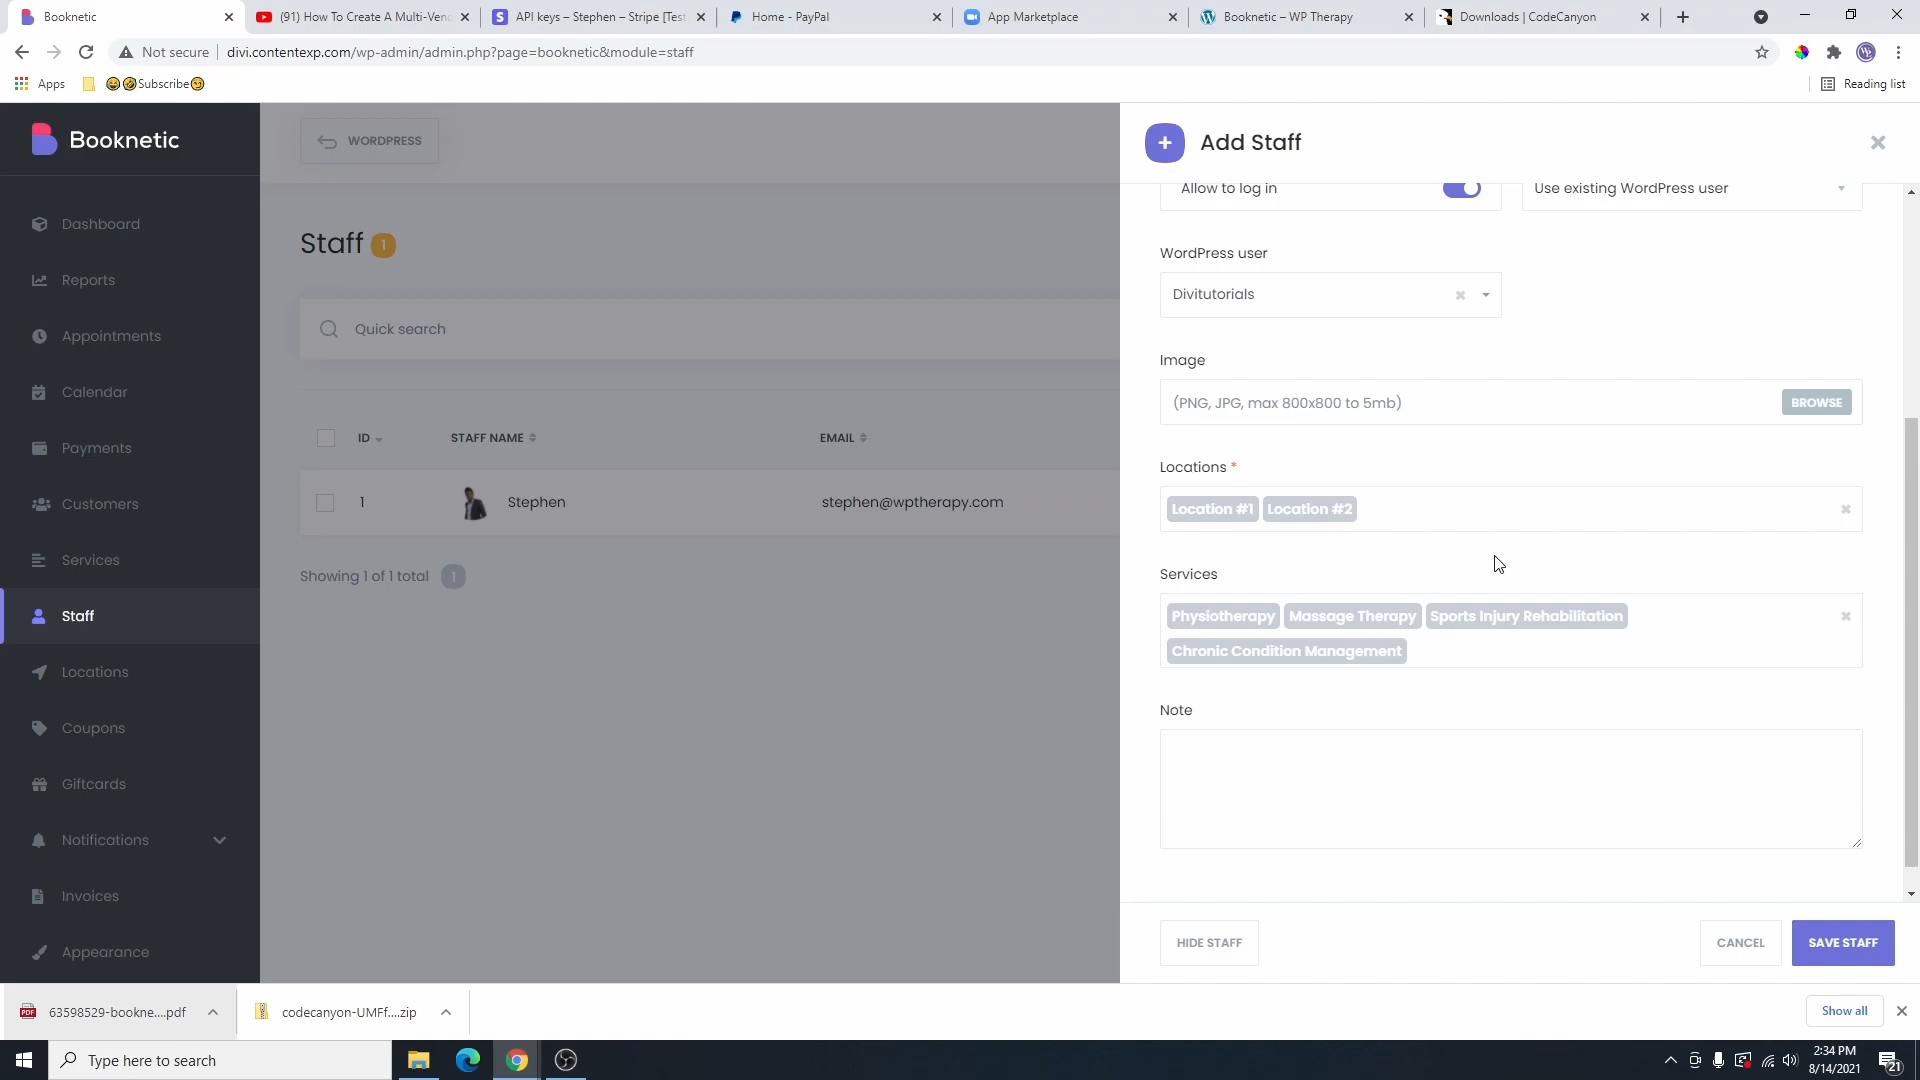 Booknetic
(91) How To Create A Multi-Venc
API keys – Stephen – Stripe [Test
Home - PayPal
App Marketplace
Booknetic – WP Therapy
Downloads | CodeCanyon
Not secure
divi.contentexp.com/wp-admin/admin.php?page=booknetic&module=staff
Apps
Subscribe
Reading list
Booknetic
WORDPRESS
Add Staff
Dashboard
Reports
Appointments
Calendar
Payments
Customers
Services
Staff
Locations
Coupons
Giftcards
Notifications
Invoices
Appearance
Staff 1
Quick search
ID
STAFF NAME
EMAIL
1
Stephen
stephen@wptherapy.com
Showing 1 of 1 total
1
Allow to log in
Use existing WordPress user
WordPress user
Divitutorials
Image
(PNG, JPG, max 800x800 to 5mb)
BROWSE
Locations *
Location #1 Location #2
Services
Physiotherapy Massage Therapy Sports Injury Rehabilitation
Chronic Condition Management
Note
HIDE STAFF
CANCEL
SAVE STAFF
63598529-bookne....pdf
codecanyon-UMFf....zip
Show all
Type here to search
2:34 PM
8/14/2021
21